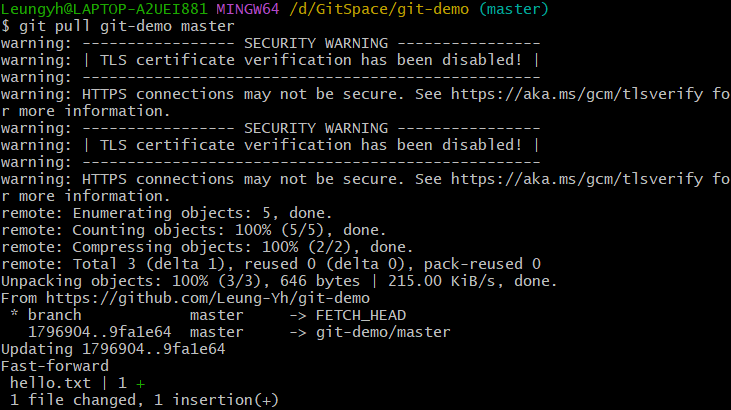 Leungyh@LAPTOP-A2UEI881 MINGW64 /d/GitSpace/git-demo (master)
$ git pull git-demo master
warning: ----------------- SECURITY WARNING ----------------
warning: | TLS certificate verification has been disabled! |
warning: ---------------------------------------------------
warning: HTTPS connections may not be secure. See https://aka.ms/gcm/tlsverify fo
r more information.
warning: ----------------- SECURITY WARNING ----------------
warning: | TLS certificate verification has been disabled! |
warning: ---------------------------------------------------
warning: HTTPS connections may not be secure. See https://aka.ms/gcm/tlsverify fo
r more information.
remote: Enumerating objects: 5, done.
remote: Counting objects: 100% (5/5), done.
remote: Compressing objects: 100% (2/2), done.
remote: Total 3 (delta 1), reused 0 (delta 0), pack-reused 0
Unpacking objects: 100% (3/3), 646 bytes | 215.00 KiB/s, done.
From https://github.com/Leung-Yh/git-demo
 * branch            master     -> FETCH_HEAD
   1796904..9fa1e64  master     -> git-demo/master
Updating 1796904..9fa1e64
Fast-forward
 hello.txt | 1 +
 1 file changed, 1 insertion(+)